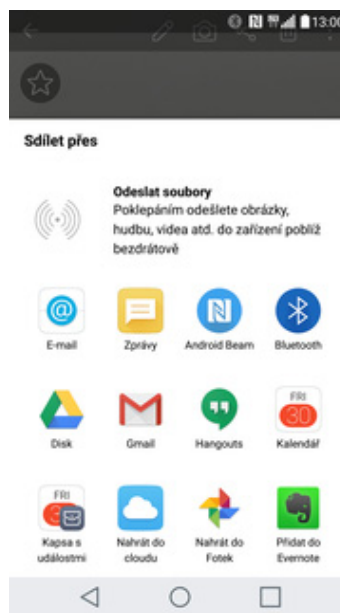 13:00
Sdílet přes
Odeslat soubory
Poklepáním odešlete obrázky,
hudbu, videa atd. do zařízení poblíž
bezdrátově
E-mail Zprávy Android Beam Bluetooth
Disk Gmail Hangouts Kalendář
FRI
30
FRI
Kapsa s Nahrát do Nahrát do Přidat do
událostmi cloudu Fotek Evernote